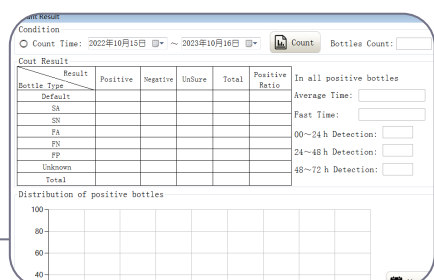 Count Result
Condition
Count Time: 2022年10月15日 ~ 2023年10月16日 Count Bottles Count:
Cout Result
Result Positive Negative UnSure Total Positive Ratio
Bottle Type
Default
SA
SN
FA
FN
FP
Unknown
Total
In all positive bottles
Average Time:
Fast Time:
00~24 h Detection:
24~48 h Detection:
48~72 h Detection:
Distribution of positive bottles
100
80
60
40